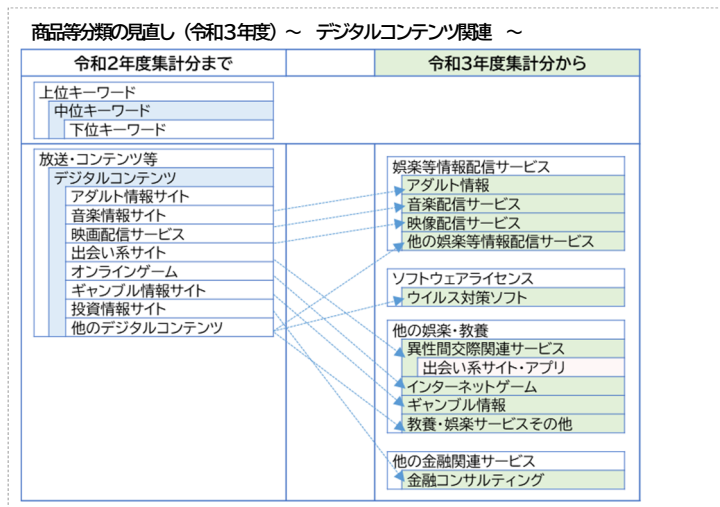 商品等分類の見直し（令和３年度）～　デジタルコンテンツ関連　～
令和２年度集計分まで
令和３年度集計分から
上位キーワード
中位キーワード
下位キーワード
放送・コンテンツ等
デジタルコンテンツ
アダルト情報サイト
音楽情報サイト
映画配信サービス
出会い系サイト
オンラインゲーム
ギャンブル情報サイト
投資情報サイト
他のデジタルコンテンツ
娯楽等情報配信サービス
アダルト情報
音楽配信サービス
映像配信サービス
他の娯楽等情報配信サービス
ソフトウェアライセンス
ウイルス対策ソフト
他の娯楽・教養
異性間交際関連サービス
出会い系サイト・アプリ
インターネットゲーム
ギャンブル情報
教養・娯楽サービスその他
他の金融関連サービス
金融コンサルティング